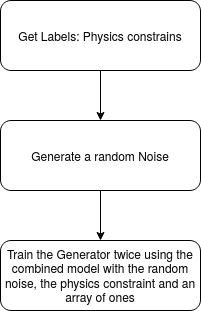 Get Labels: Physics constrains
Generate a random Noise
Train the Generator twice using the
combined model with the random
noise, the physics constraint and an
array of ones